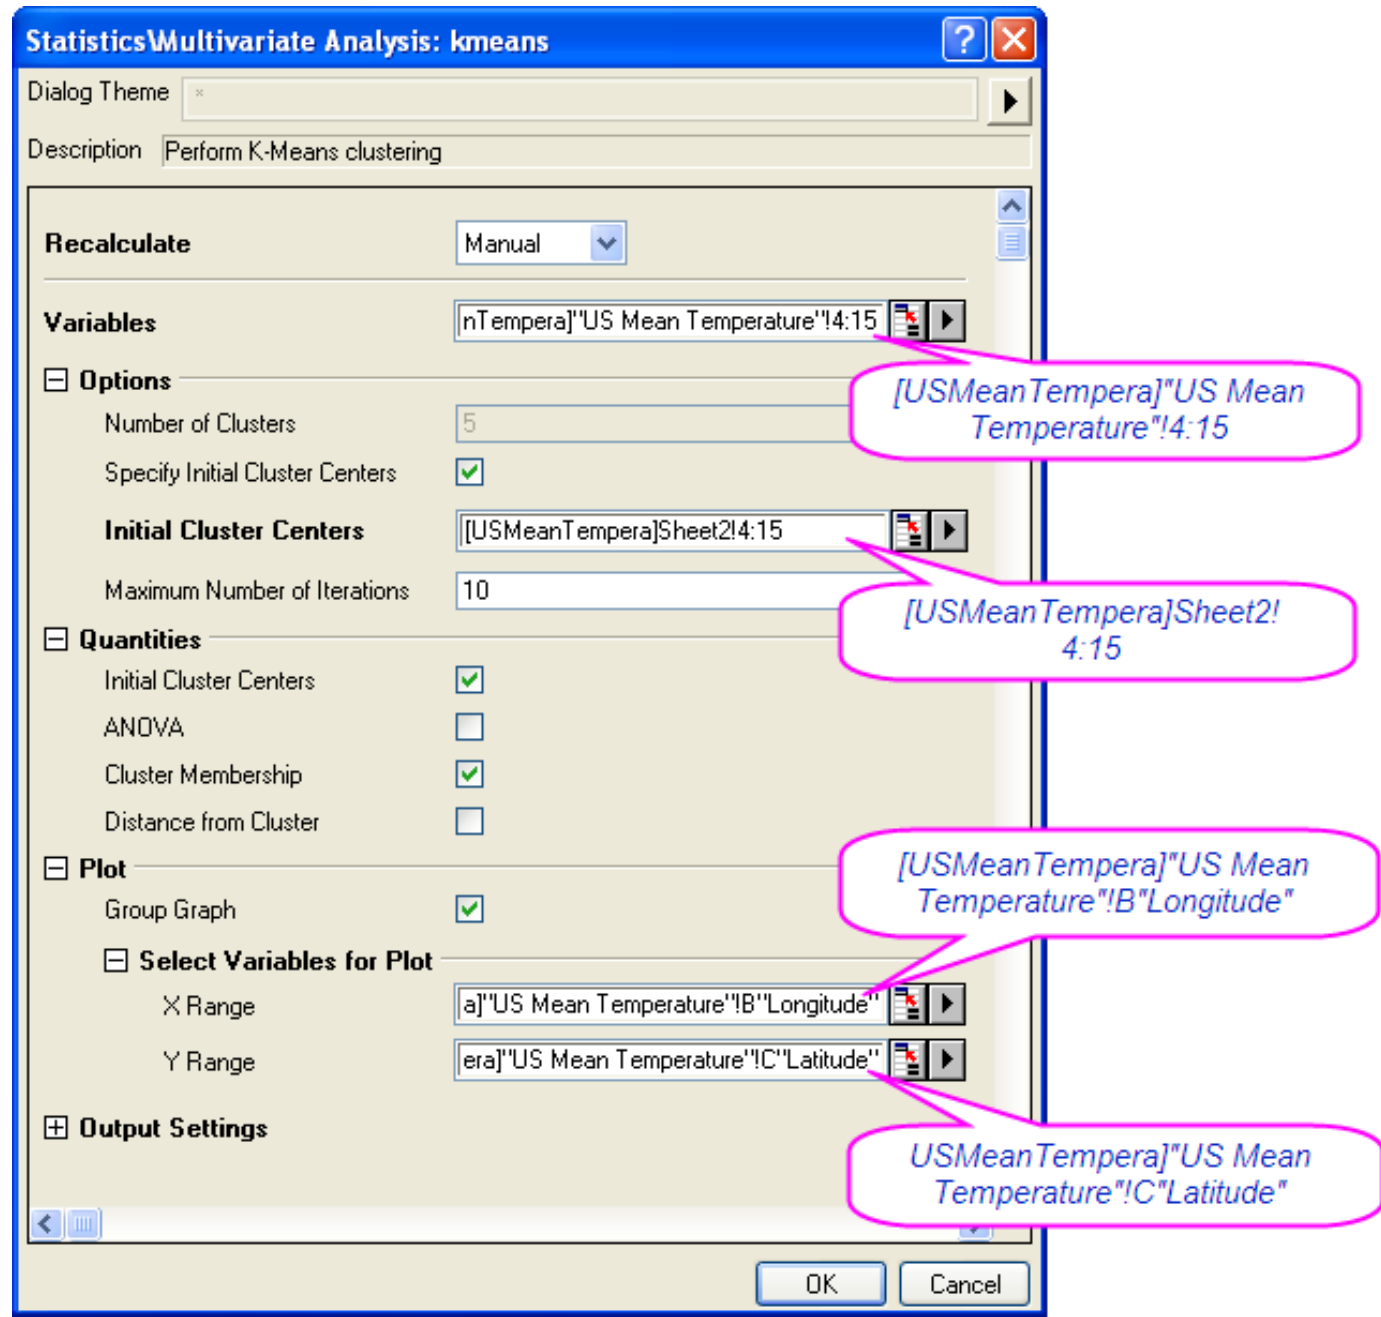 Statistics\Multivariate Analysis: kmeans
Dialog Theme *
Description Perform K-Means clustering
Recalculate Manual
Variables nTempera]"US Mean Temperature"!4:15
[USMeanTempera]"US Mean
Temperature"!4:15
Options
Number of Clusters 5
Specify Initial Cluster Centers
Initial Cluster Centers [USMeanTempera]Sheet2!4:15
Maximum Number of Iterations 10
[USMeanTempera]Sheet2!
4:15
Quantities
Initial Cluster Centers
ANOVA
Cluster Membership
Distance from Cluster
[USMeanTempera]"US Mean
Temperature"!B"Longitude"
Plot
Group Graph
Select Variables for Plot
X Range a]"US Mean Temperature"!B"Longitude"
Y Range era]"US Mean Temperature"!C"Latitude"
Output Settings
USMeanTempera]"US Mean
Temperature"!C"Latitude"
OK Cancel